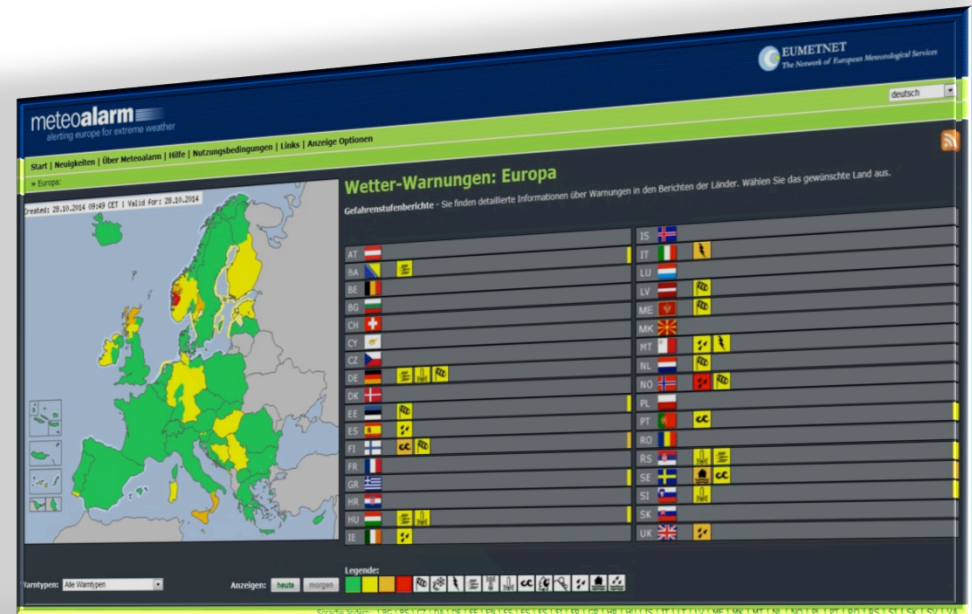 EUMETNET
The Network of European Meteorological Services
meteoalarm
alerting europe for extreme weather
deutsch
Start | Neuigkeiten | Über Meteoalarm | Hilfe | Nutzungsbedingungen | Links | Anzeige Optionen
» Europa:
Created: 28.10.2014 09:49 CET | Valid for: 28.10.2014
Wetter-Warnungen: Europa
Gefahrenstufenberichte - Sie finden detaillierte Informationen über Warnungen in den Berichten der Länder. Wählen Sie das gewünschte Land aus.
AT
BA
BE
BG
CH
CY
CZ
DE
DK
EE
ES
FI
FR
GR
HR
HU
IE
IS
IT
LU
LV
ME
MK
MT
NL
NO
PL
PT
RO
RS
SE
SI
SK
UK
Warntypen: Alle Warntypen
Anzeigen: heute morgen
Legende: